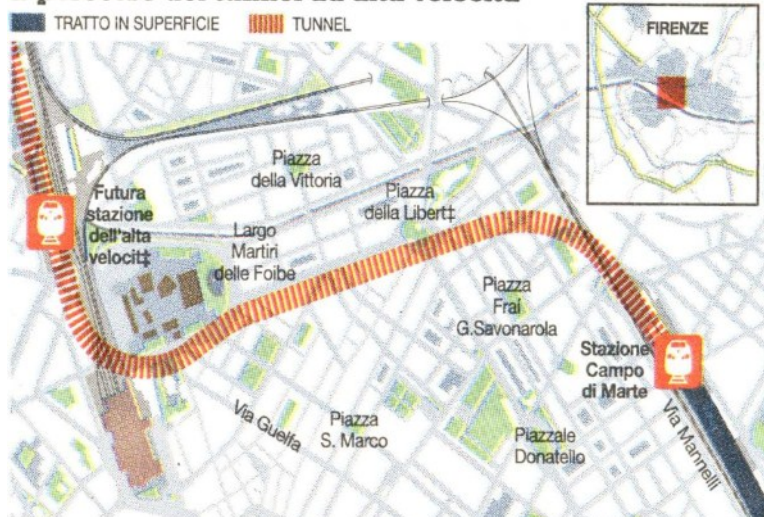 TRATTO IN SUPERFICIE
TUNNEL
FIRENZE
Piazza
della Vittoria
Piazza
della Libert‡
Futura
stazione
dell'alta
velocit‡
Largo
Martiri
delle Foibe
Piazza
Frai
G.Savonarola
Stazione
Campo
di Marte
Via Guelfa
Piazza
S. Marco
Piazzale
Donatello
Via Mannelli